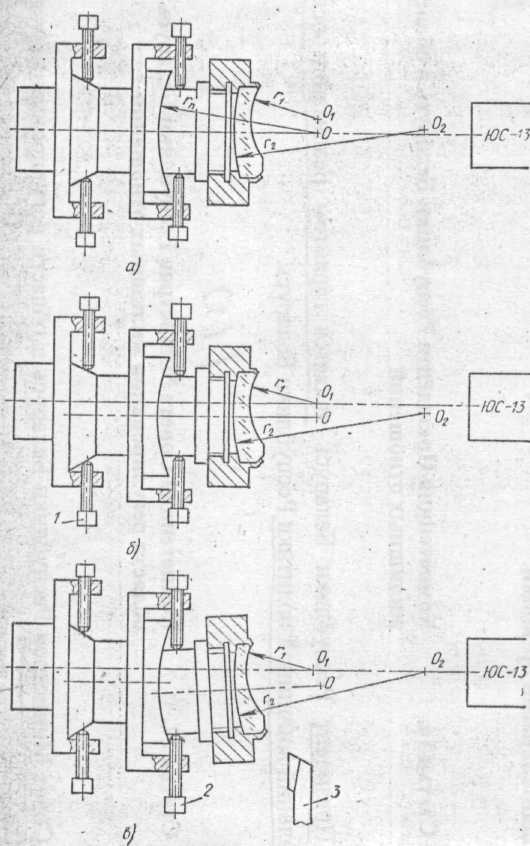 r₁ O₁
rₙ O O₂
r₂
ЮС-13
а)
r₁ O₁
O
r₂ O₂
ЮС-13
1
б)
r₁ O₁ O₂
O
r₂
ЮС-13
2
3
в)